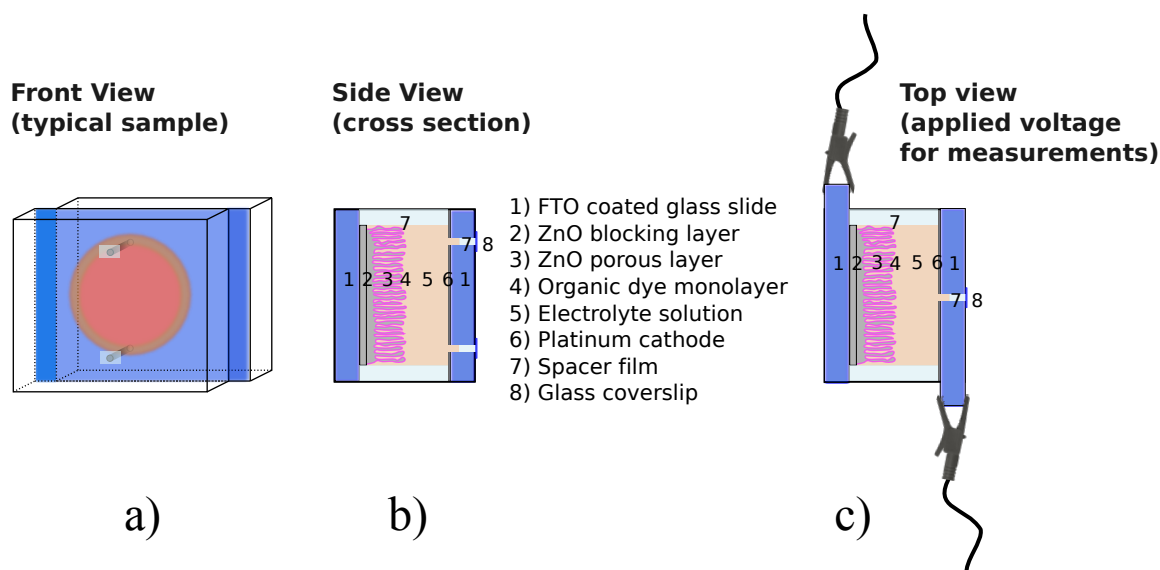 Front View
(typical sample)
Side View
(cross section)
Top view
(applied voltage
for measurements)
7
1 2 3 4 5 6 1 7 8
1) FTO coated glass slide
2) ZnO blocking layer
3) ZnO porous layer
4) Organic dye monolayer
5) Electrolyte solution
6) Platinum cathode
7) Spacer film
8) Glass coverslip
7
1 2 3 4 5 6 1
7 8
a)
b)
c)